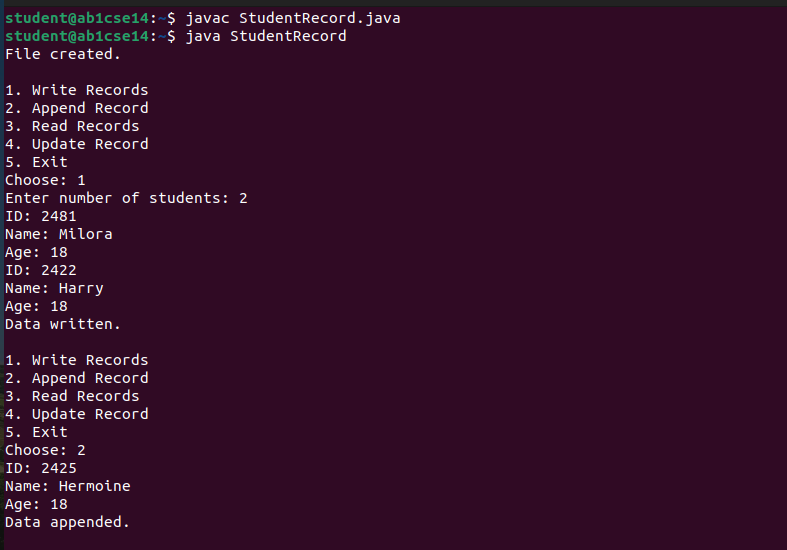 student@ab1cse14:~$ javac StudentRecord.java
student@ab1cse14:~$ java StudentRecord
File created.
1. Write Records
2. Append Record
3. Read Records
4. Update Record
5. Exit
Choose: 1
Enter number of students: 2
ID: 2481
Name: Milora
Age: 18
ID: 2422
Name: Harry
Age: 18
Data written.
1. Write Records
2. Append Record
3. Read Records
4. Update Record
5. Exit
Choose: 2
ID: 2425
Name: Hermoine
Age: 18
Data appended.